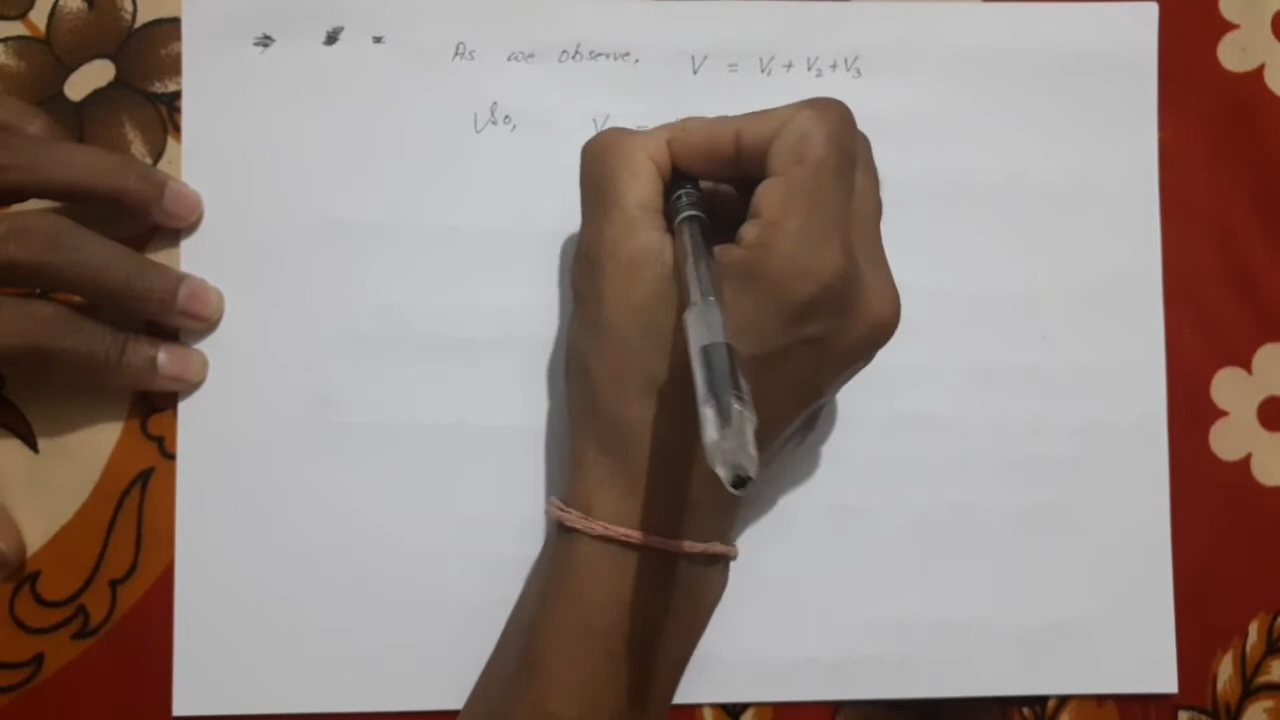 ⇒ = As we observe, V = V₁ + V₂ + V₃
So, V =